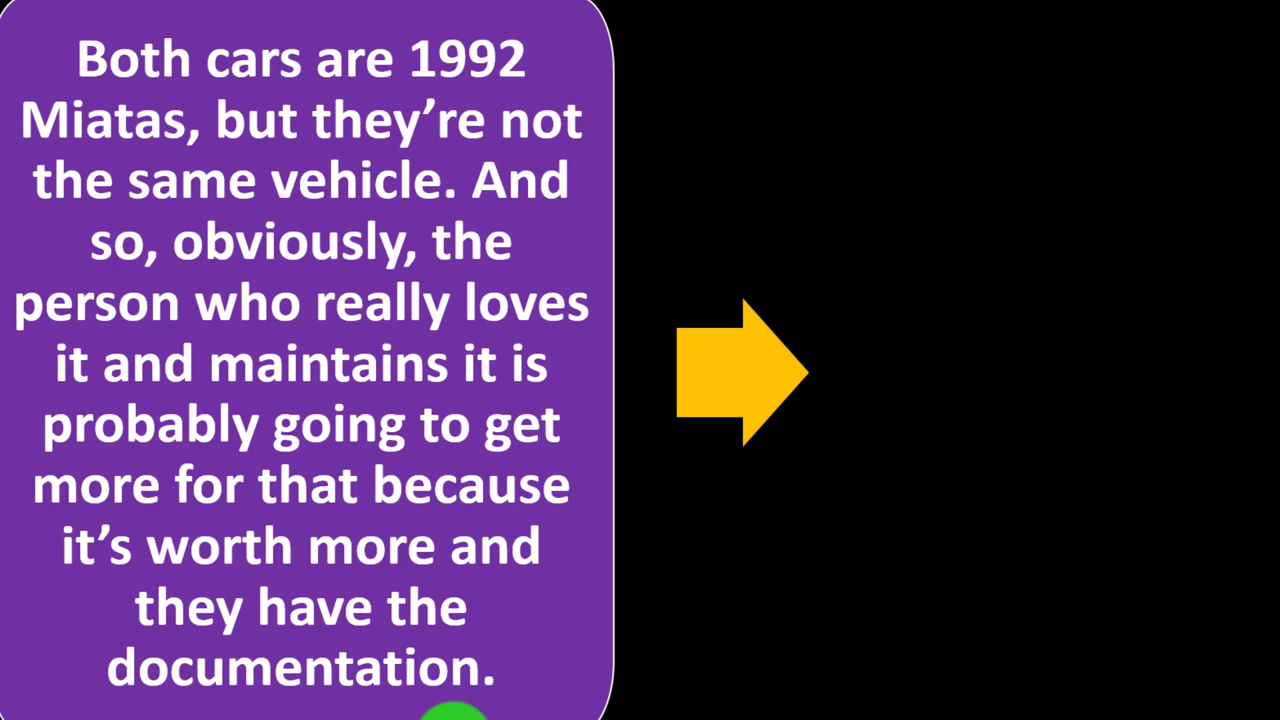 Both cars are 1992
Miatas, but they’re not
the same vehicle. And
so, obviously, the
person who really loves
it and maintains it is
probably going to get
more for that because
it’s worth more and
they have the
documentation.